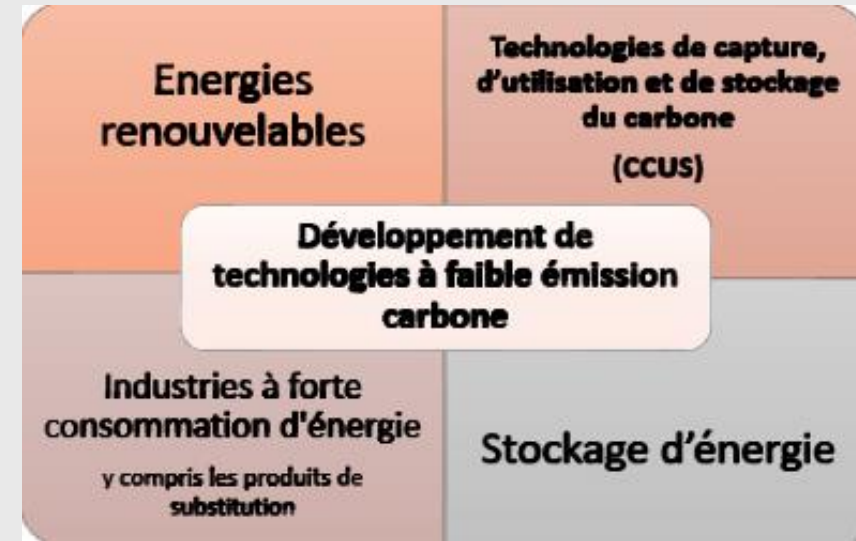 Energies
renouvelables
Technologies de capture,
d'utilisation et de stockage
du carbone
(CCUS)
Développement de
technologies à faible émission
carbone
Industries à forte
consommation d'énergie
y compris les produits de
substitution
Stockage d'énergie